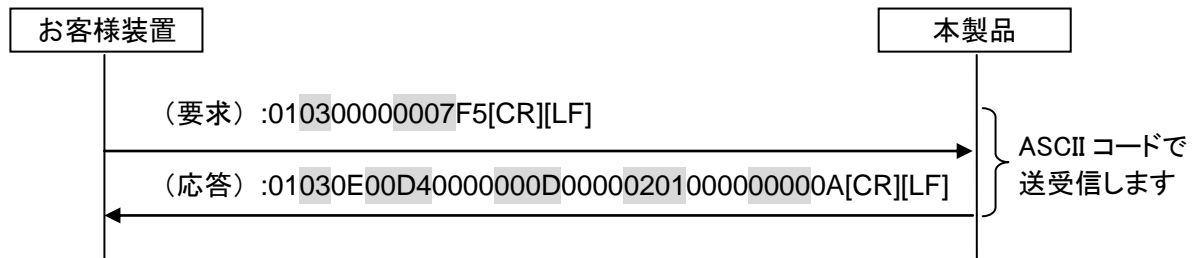 お客様装置
本製品
（要求）:010300000007F5[CR][LF]
（応答）:01030E00D40000000D00000201000000000A[CR][LF]
ASCII コードで
送受信します